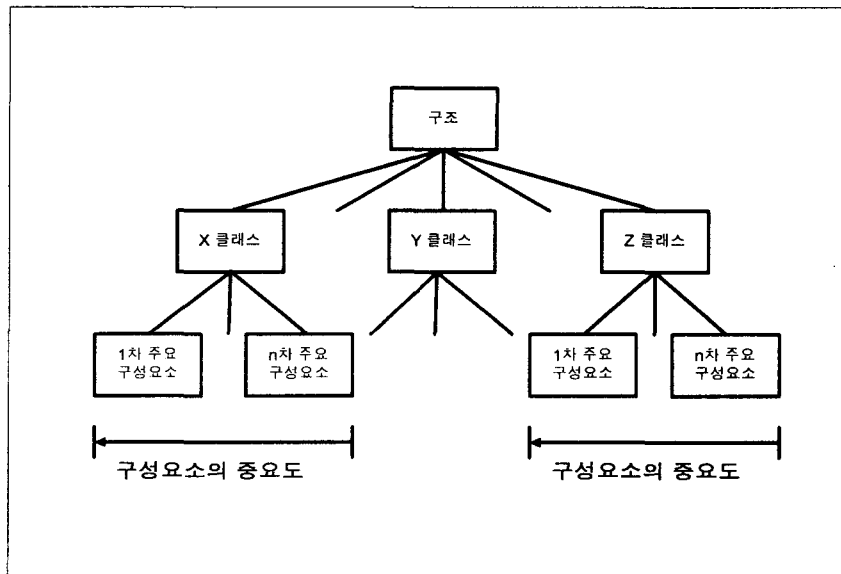 구조
X 클래스
Y 클래스
Z 클래스
1차 주요
구성요소
n차 주요
구성요소
1차 주요
구성요소
n차 주요
구성요소
구성요소의 중요도
구성요소의 중요도